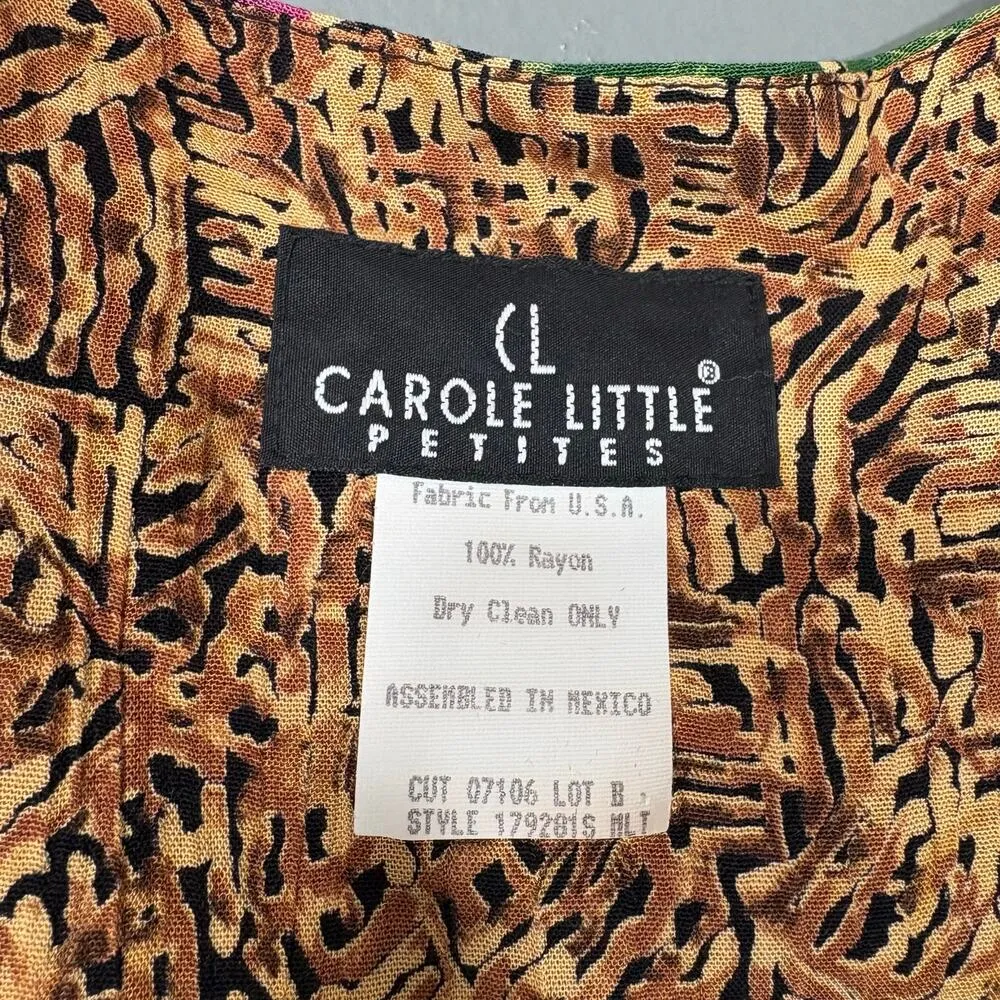 CL
CAROLE LITTLE®
PETITES
Fabric From U.S.A.
100% Rayon
Dry Clean ONLY
ASSEMBLED IN MEXICO
CUT 07106 LOT B
STYLE 179281S MLT